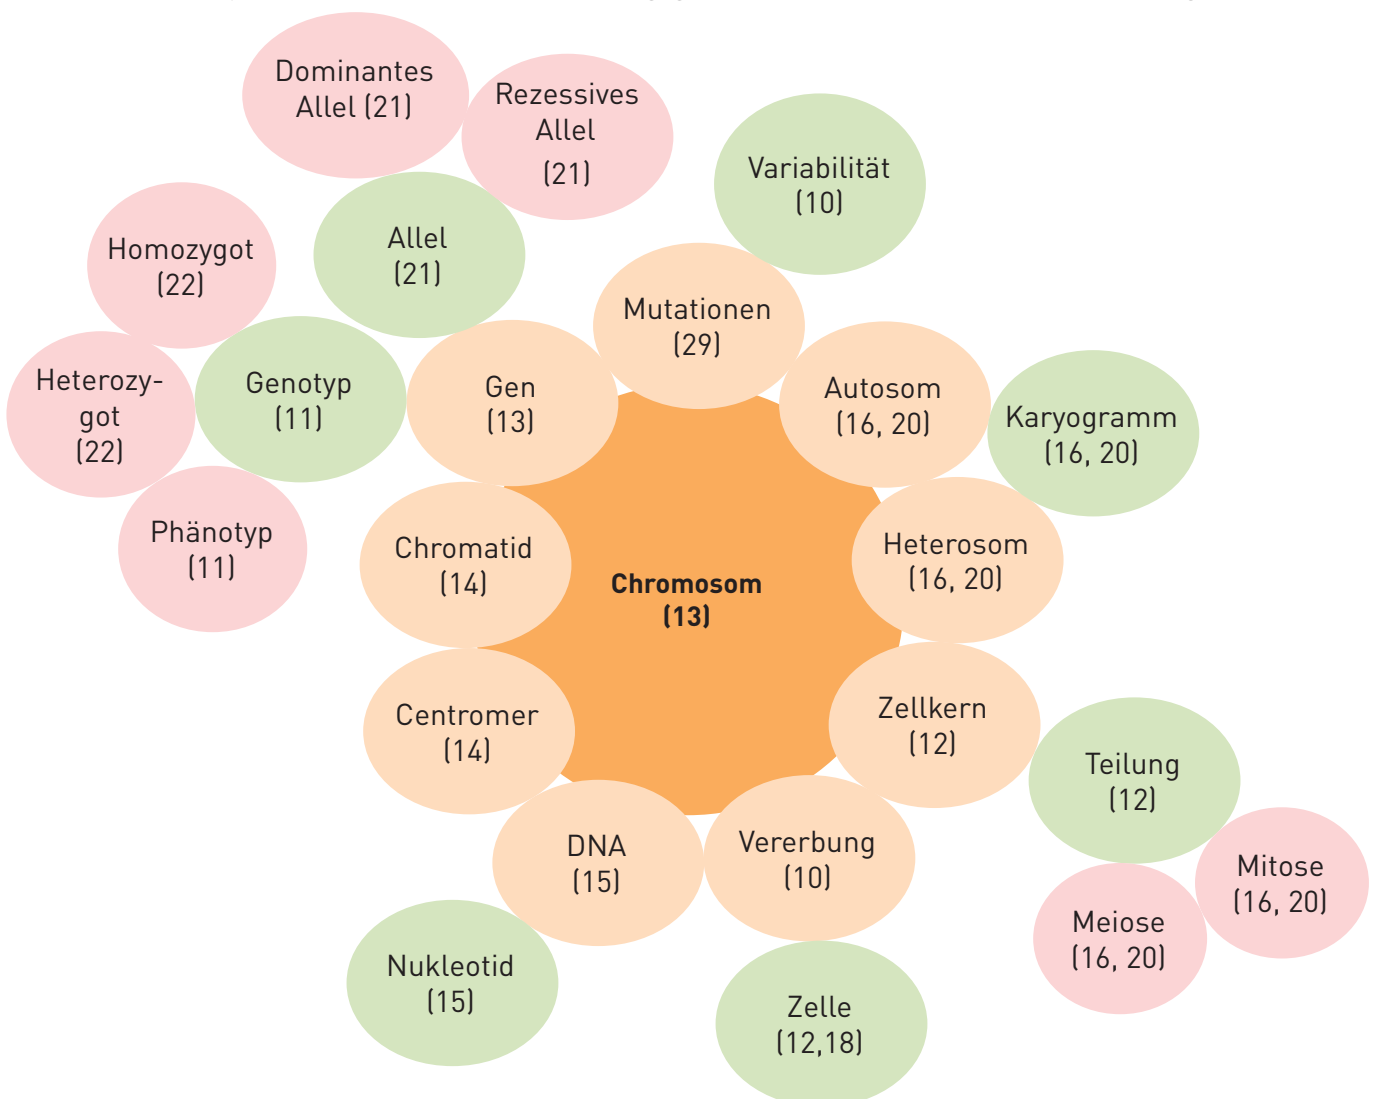 Dominantes
Allel (21)
Rezessives
Allel
(21)
Variabilität
(10)
Homozygot
(22)
Allel
(21)
Mutationen
(29)
Heterozy-
got
(22)
Genotyp
(11)
Gen
(13)
Autosom
(16, 20)
Karyogramm
(16, 20)
Phänotyp
(11)
Chromatid
(14)
Chromosom
(13)
Heterosom
(16, 20)
Centromer
(14)
Zellkern
(12)
Teilung
(12)
DNA
(15)
Vererbung
(10)
Mitose
(16, 20)
Meiose
(16, 20)
Nukleotid
(15)
Zelle
(12,18)